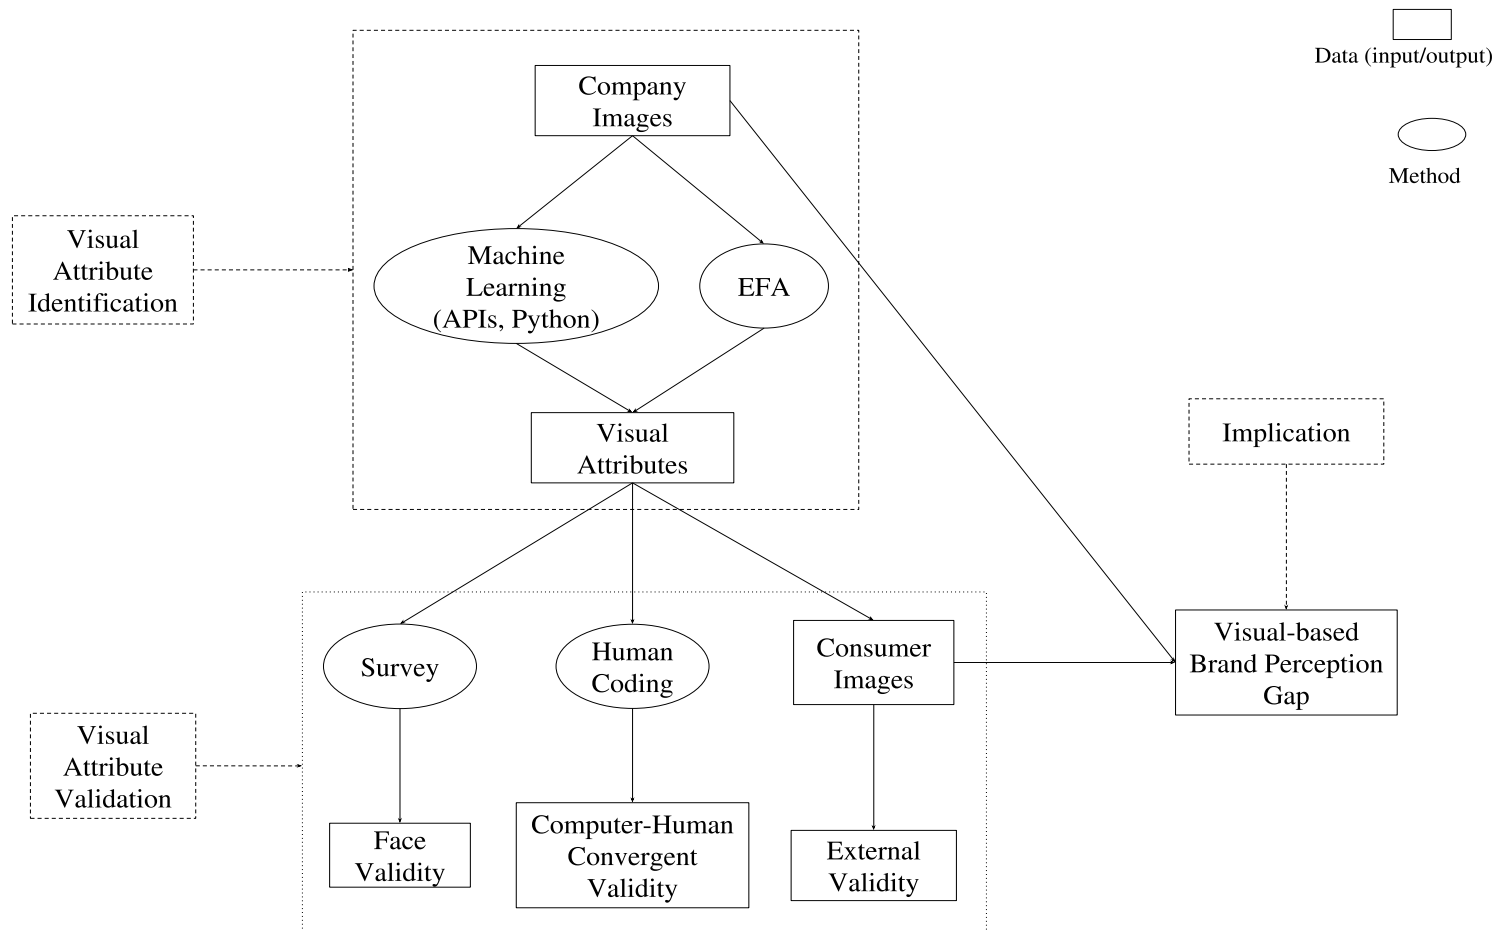 Data (input/output)
Method
Company
Images
Visual
Attribute
Identification
Machine
Learning
(APIs, Python)
EFA
Visual
Attributes
Implication
Survey
Human
Coding
Consumer
Images
Visual-based
Brand Perception
Gap
Visual
Attribute
Validation
Face
Validity
Computer-Human
Convergent
Validity
External
Validity